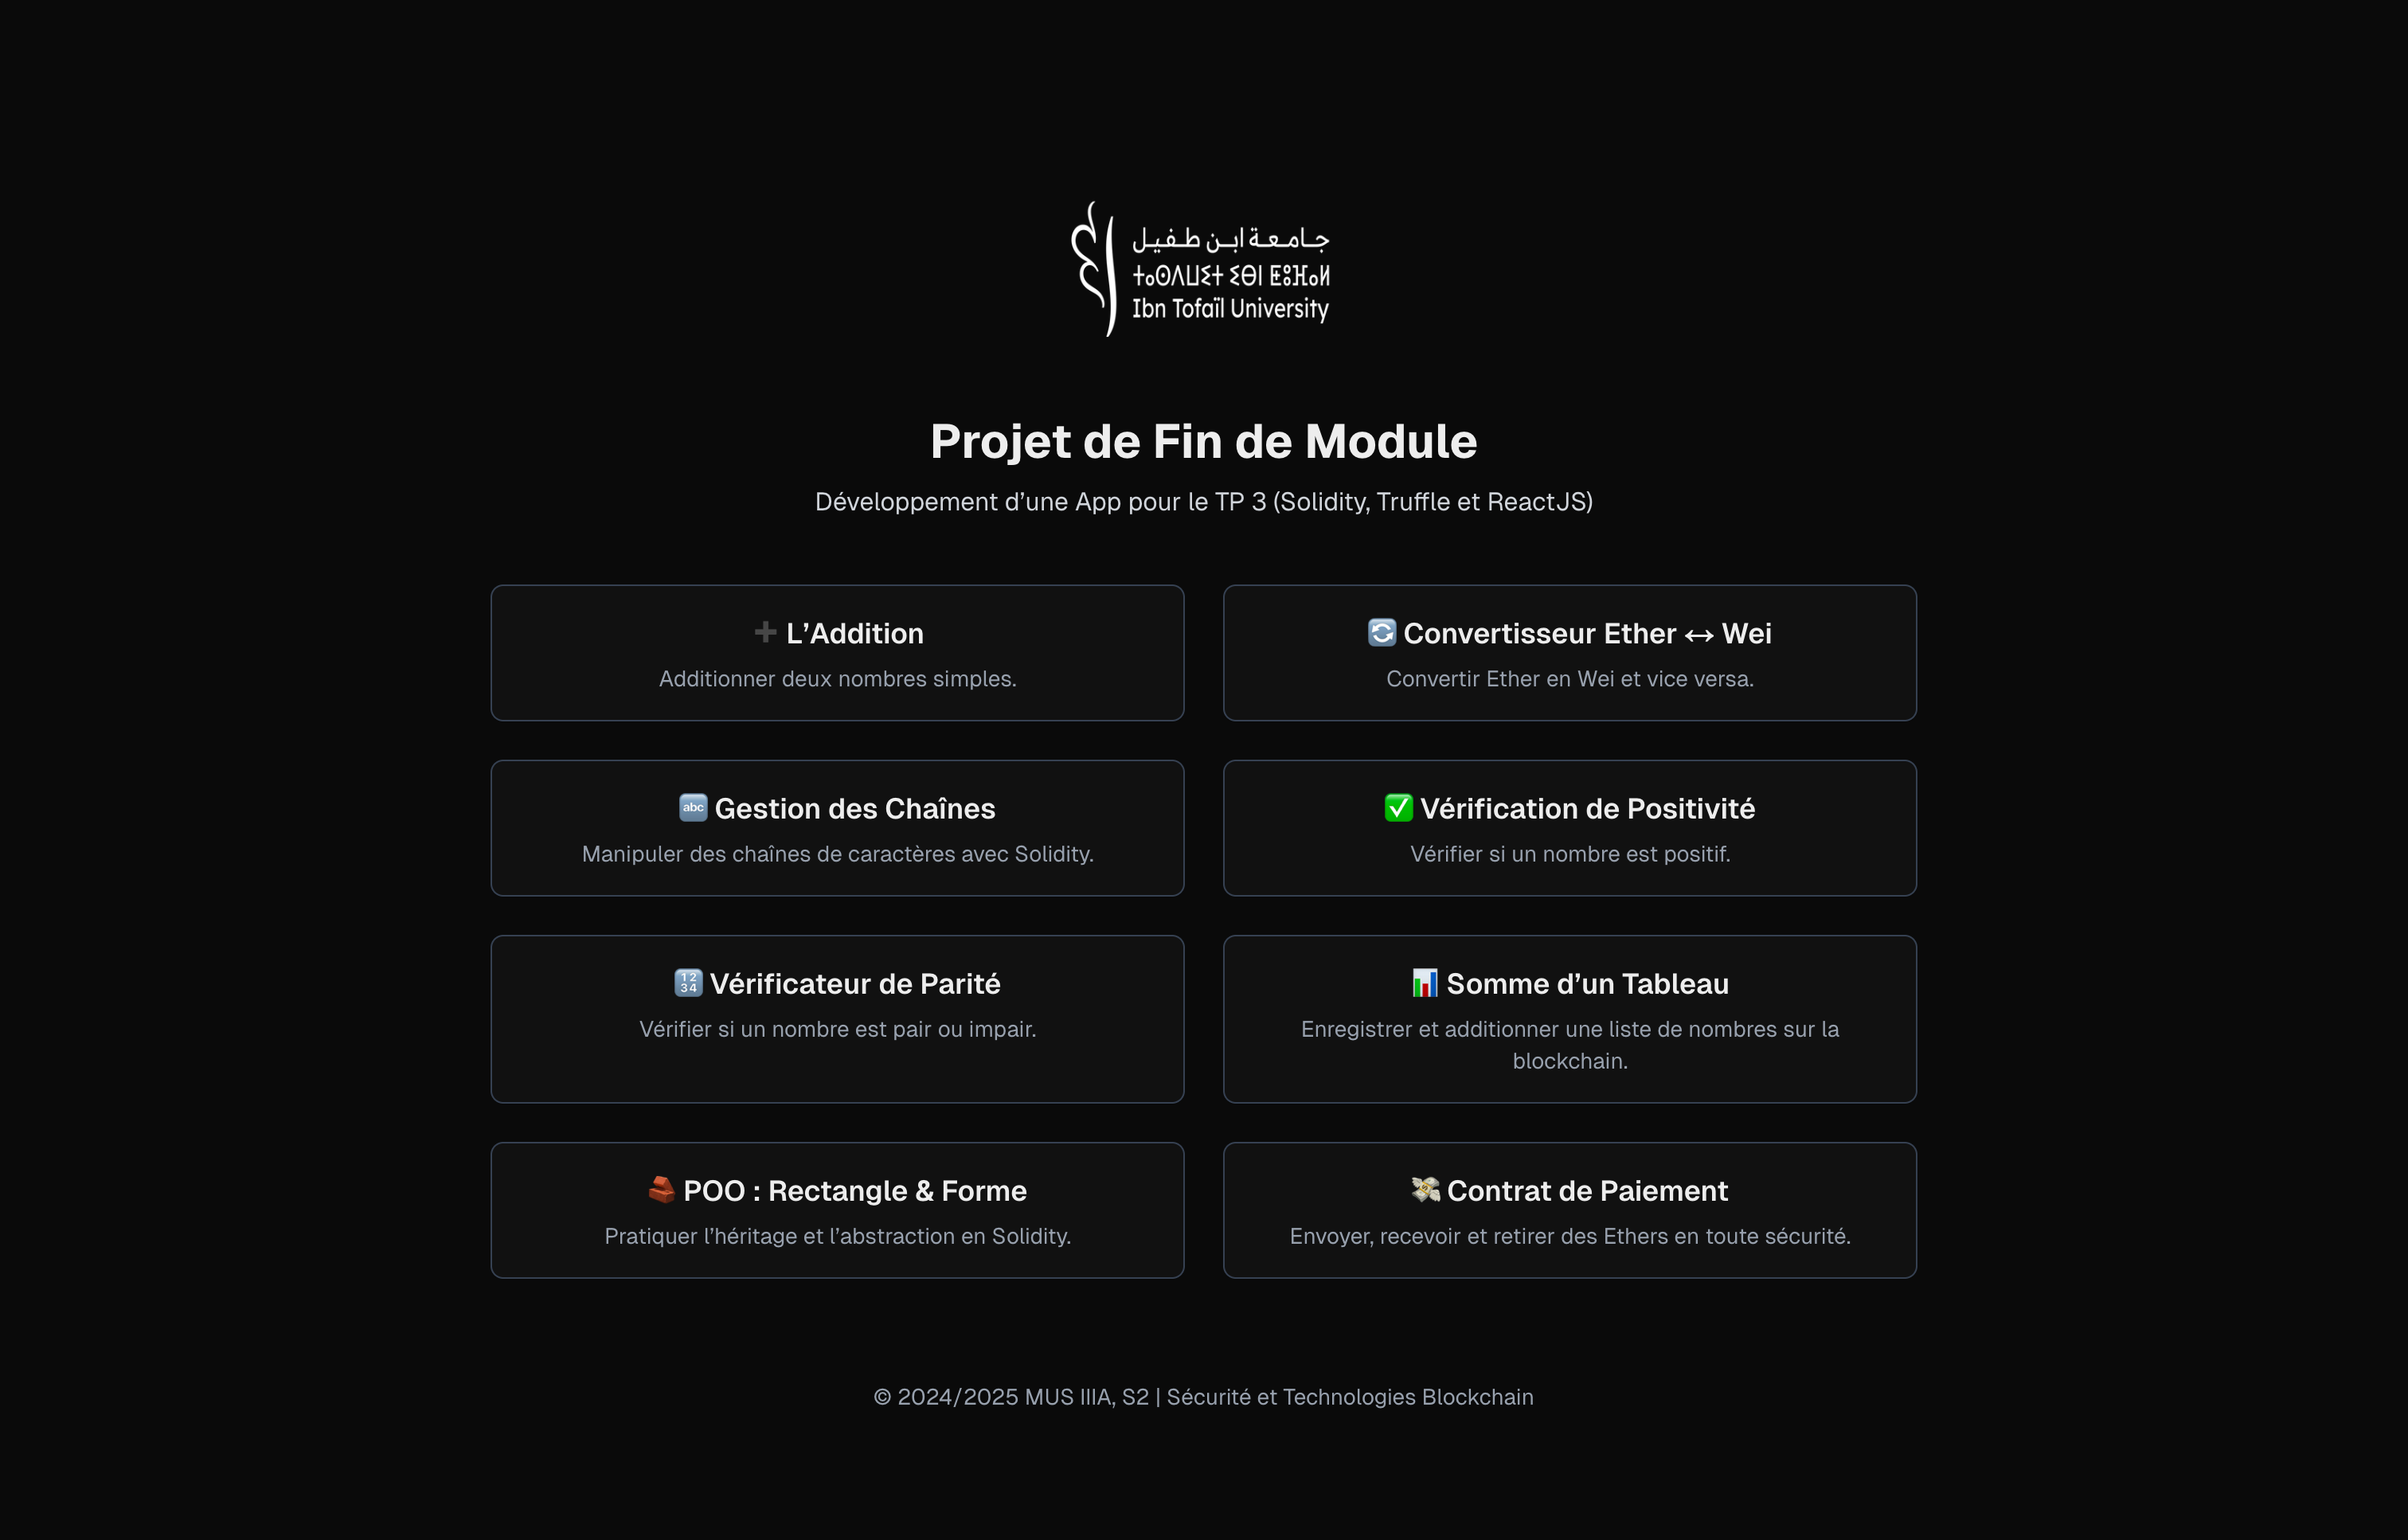 جامعة ابن طفيل
ⵜⴰⵙⴷⴰⵡⵉⵜ ⵉⴱⵏ ⵟⵓⴼⴰⵢⵍ
Ibn Tofaïl University
Projet de Fin de Module
Développement d’une App pour le TP 3 (Solidity, Truffle et ReactJS)
➕ L’Addition
Additionner deux nombres simples.
🔄 Convertisseur Ether ↔ Wei
Convertir Ether en Wei et vice versa.
🔤 Gestion des Chaînes
Manipuler des chaînes de caractères avec Solidity.
✅ Vérification de Positivité
Vérifier si un nombre est positif.
🔢 Vérificateur de Parité
Vérifier si un nombre est pair ou impair.
📊 Somme d’un Tableau
Enregistrer et additionner une liste de nombres sur la
blockchain.
🧱 POO : Rectangle & Forme
Pratiquer l’héritage et l’abstraction en Solidity.
💸 Contrat de Paiement
Envoyer, recevoir et retirer des Ethers en toute sécurité.
© 2024/2025 MUS IIIA, S2 | Sécurité et Technologies Blockchain